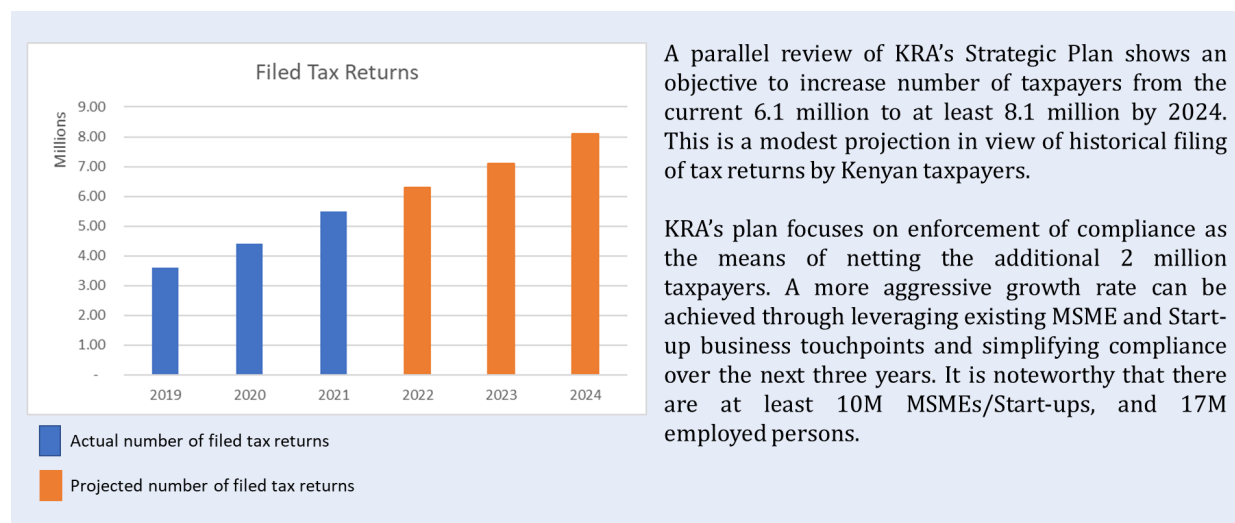 Filed Tax Returns
Millions
9.00
8.00
7.00
6.00
5.00
4.00
3.00
2.00
1.00
-
2019 2020 2021 2022 2023 2024
Actual number of filed tax returns
Projected number of filed tax returns
A parallel review of KRA’s Strategic Plan shows an
objective to increase number of taxpayers from the
current 6.1 million to at least 8.1 million by 2024.
This is a modest projection in view of historical filing
of tax returns by Kenyan taxpayers.
KRA’s plan focuses on enforcement of compliance as
the means of netting the additional 2 million
taxpayers. A more aggressive growth rate can be
achieved through leveraging existing MSME and Start-
up business touchpoints and simplifying compliance
over the next three years. It is noteworthy that there
are at least 10M MSMEs/Start-ups, and 17M
employed persons.